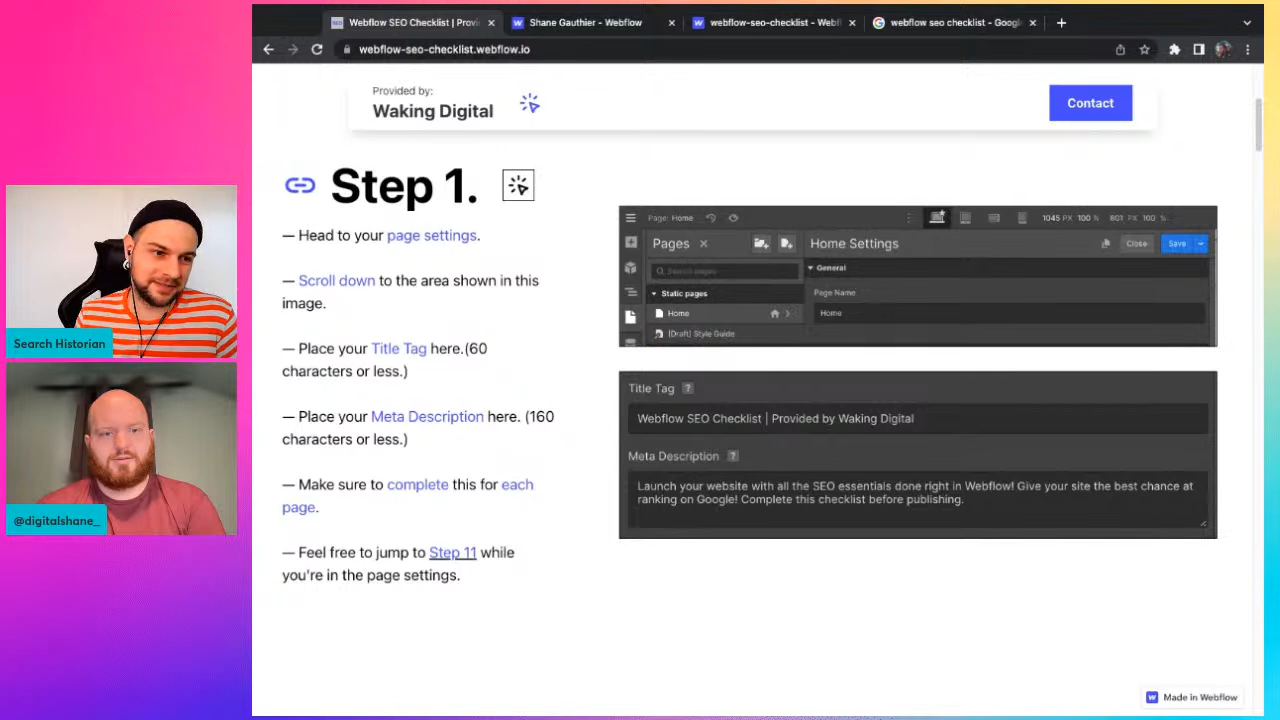 Webflow SEO Checklist | Provi
Shane Gauthier - Webflow
webflow-seo-checklist - Webf
webflow seo checklist - Goog
webflow-seo-checklist.webflow.io
Provided by:
Waking Digital
Contact
Step 1.
— Head to your page settings.
— Scroll down to the area shown in this
image.
— Place your Title Tag here.(60
characters or less.)
— Place your Meta Description here. (160
characters or less.)
— Make sure to complete this for each
page.
— Feel free to jump to Step 11 while
you're in the page settings.
Page: Home
1045 PX 100 %
801 PX 100 %
Pages
Home Settings
Close
Save
Search pages
General
Static pages
Page Name
Home
Home
[Draft] Style Guide
Title Tag ?
Webflow SEO Checklist | Provided by Waking Digital
Meta Description ?
Launch your website with all the SEO essentials done right in Webflow! Give your site the best chance at
ranking on Google! Complete this checklist before publishing.
Search Historian
@digitalshane_
Made in Webflow